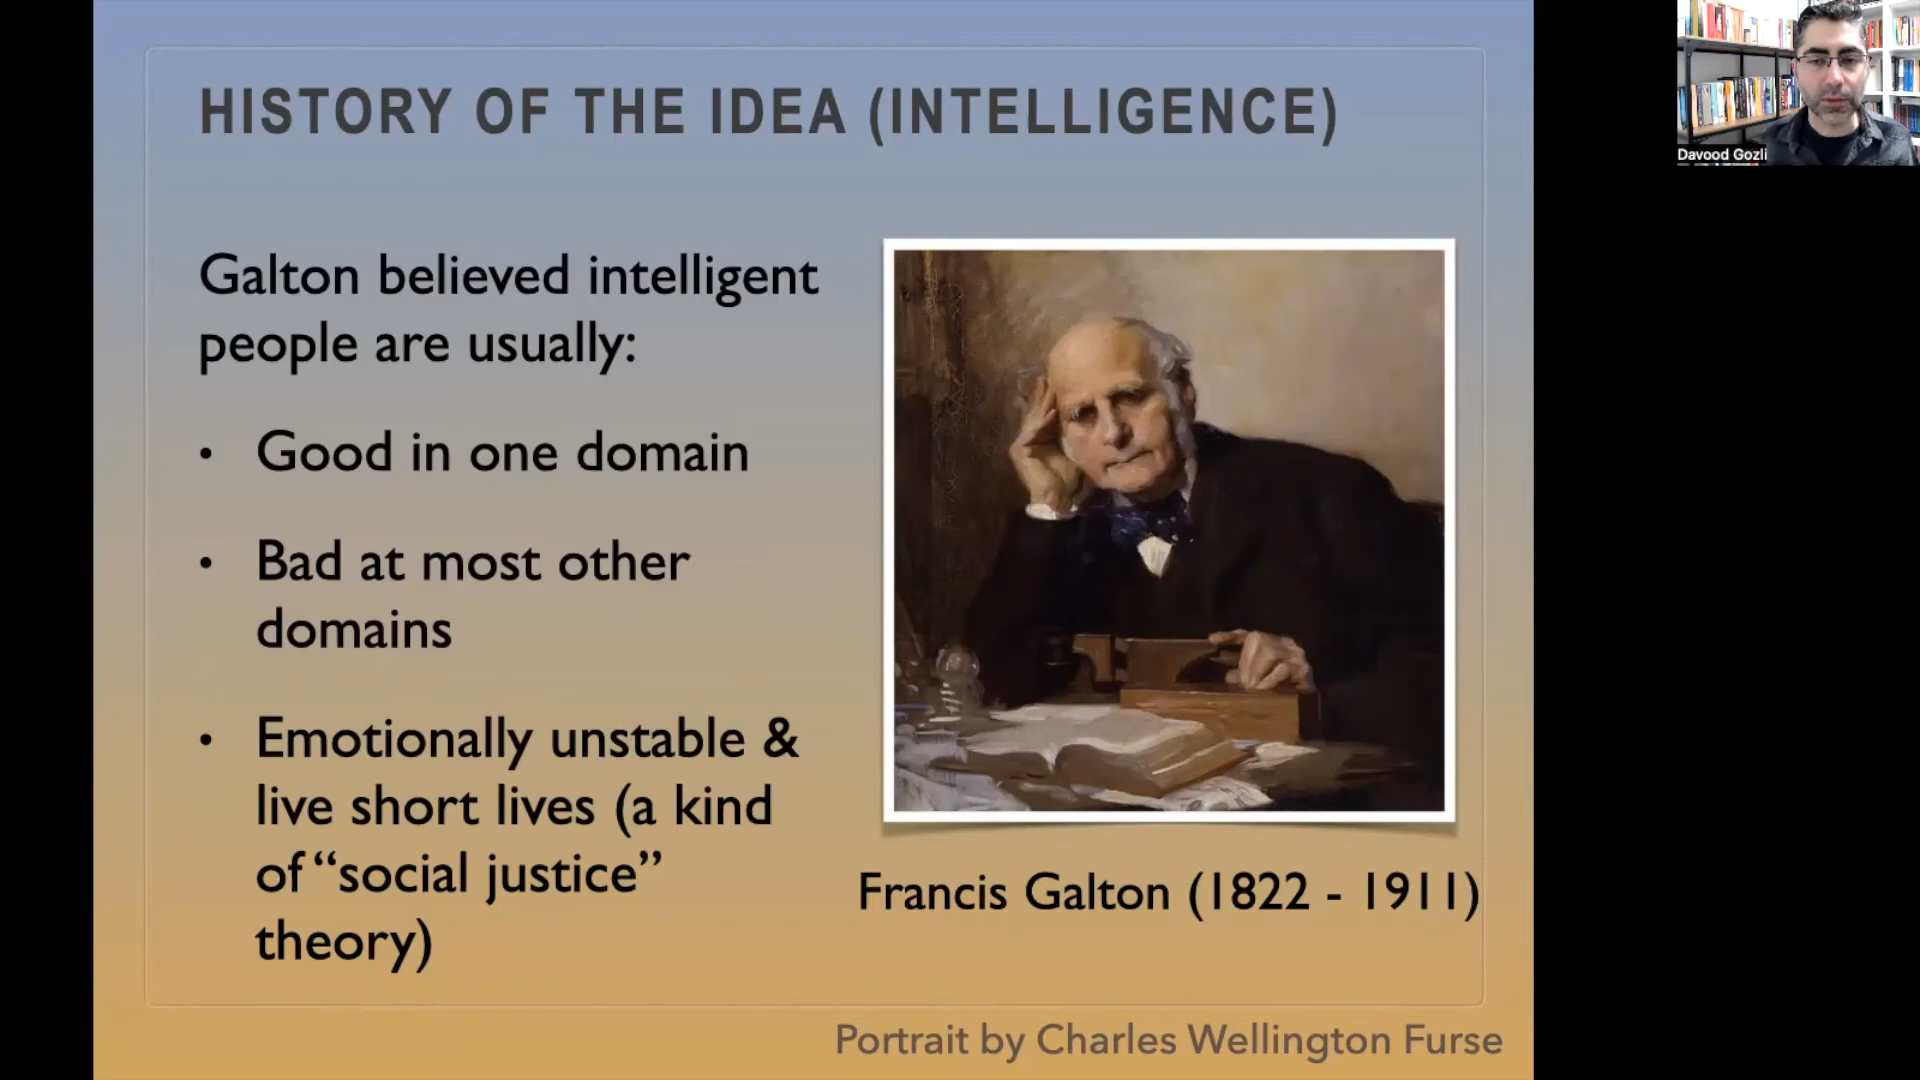 HISTORY OF THE IDEA (INTELLIGENCE)
Galton believed intelligent
people are usually:
• Good in one domain
• Bad at most other
domains
• Emotionally unstable &
live short lives (a kind
of “social justice”
theory)
Francis Galton (1822 - 1911)
Portrait by Charles Wellington Furse
Davood Gozli